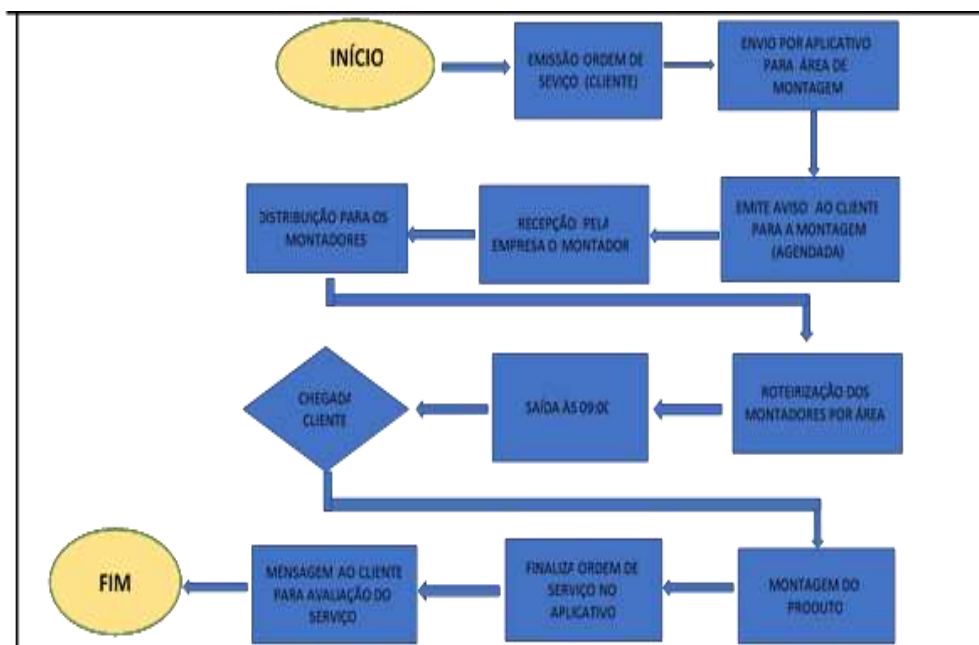 INÍCIO
EMISSÃO ORDEM DE
SEVIÇO (CLIENTE)
ENVIO POR APLICATIVO
PARA ÁREA DE
MONTAGEM
EMITE AVISO AO CLIENTE
PARA A MONTAGEM
(AGENDADA)
RECEPÇÃO PELA
EMPRESA O MONTADOR
DISTRIBUIÇÃO PARA OS
MONTADORES
ROTEIRIZAÇÃO DOS
MONTADORES POR ÁREA
SAÍDA ÀS 09:00
CHEGADA
CLIENTE
MONTAGEM DO
PRODUTO
FINALIZA ORDEM DE
SERVIÇO NO
APLICATIVO
MENSAGEM AO CLIENTE
PARA AVALIAÇÃO DO
SERVIÇO
FIM